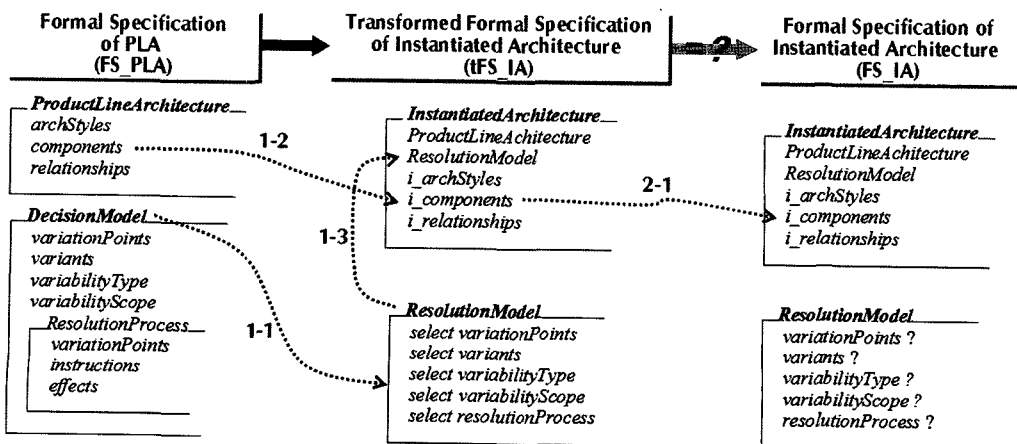 Formal Specification
of PLA
(FS_PLA)
Transformed Formal Specification
of Instantiated Architecture
(tFS_IA)
?
Formal Specification of
Instantiated Architecture
(FS_IA)
ProductLineArchitecture
archStyles
components
relationships
DecisionModel
variationPoints
variants
variabilityType
variabilityScope
ResolutionProcess
variationPoints
instructions
effects
1-2
1-3
1-1
InstantiatedArchitecture
ProductLineAchitecture
ResolutionModel
i_archStyles
i_components
i_relationships
ResolutionModel
select variationPoints
select variants
select variabilityType
select variabilityScope
select resolutionProcess
2-1
InstantiatedArchitecture
ProductLineArchitecture
ResolutionModel
i_archStyles
i_components
i_relationships
ResolutionModel
variationPoints ?
variants ?
variabilityType ?
variabilityScope ?
resolutionProcess ?